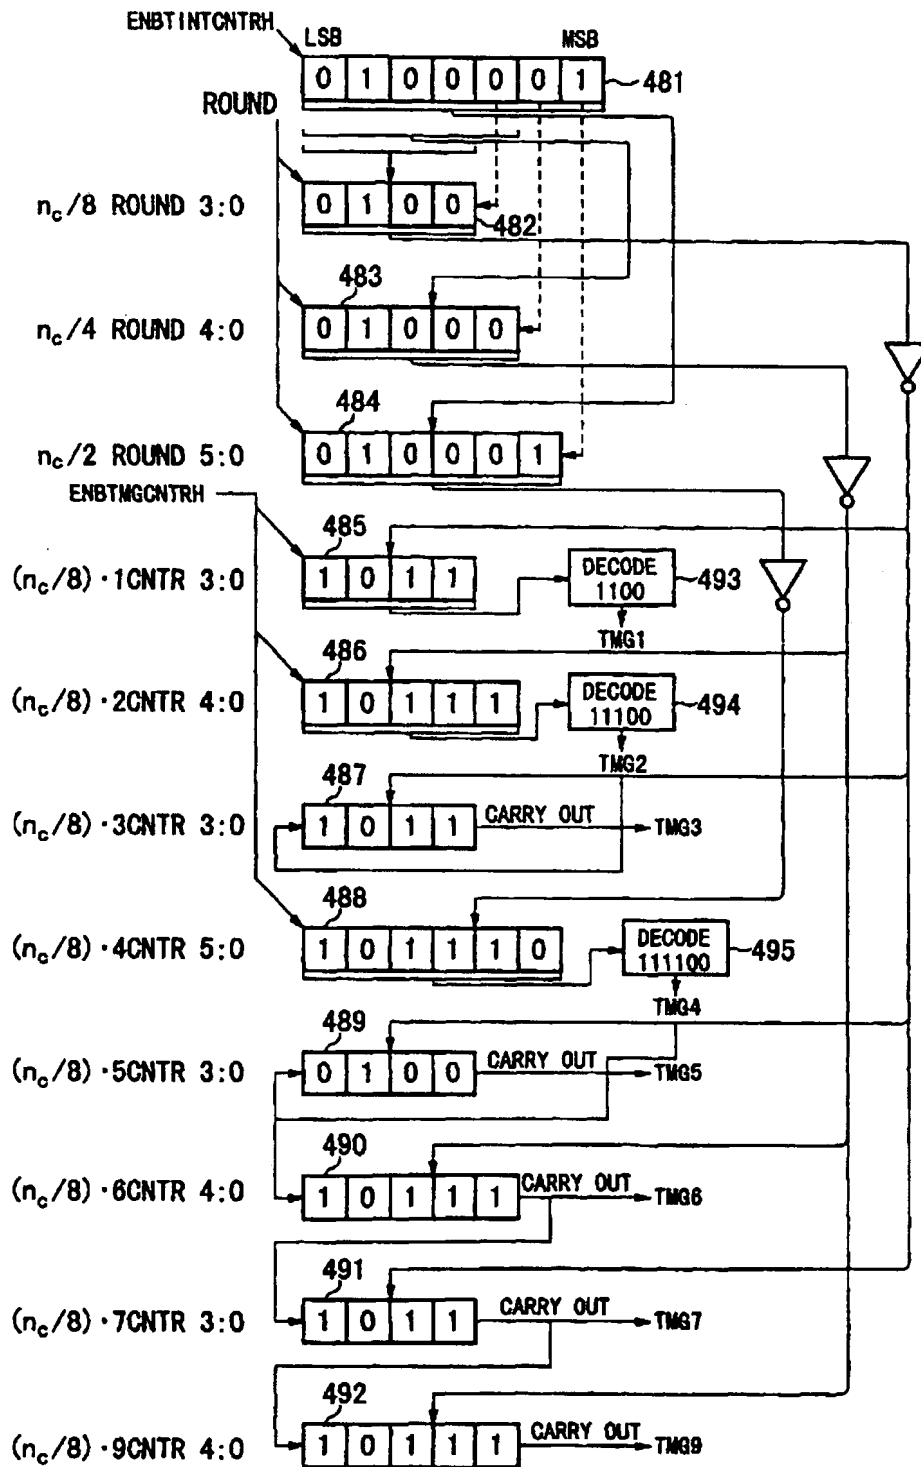 ENBTINTCNTRH
LSB MSB
0 1 0 0 0 0 1 481
ROUND
n_c/8 ROUND 3:0 0 1 0 0 482
483
n_c/4 ROUND 4:0 0 1 0 0 0
484
n_c/2 ROUND 5:0 0 1 0 0 0 1
ENBTMGCNTRH
485
(n_c/8)·1CNTR 3:0 1 0 1 1 DECODE 1100 493
TMG1
486
(n_c/8)·2CNTR 4:0 1 0 1 1 1 DECODE 11100 494
TMG2
487
(n_c/8)·3CNTR 3:0 1 0 1 1 CARRY OUT TMG3
488
(n_c/8)·4CNTR 5:0 1 0 1 1 1 0 DECODE 111100 495
TMG4
489
(n_c/8)·5CNTR 3:0 0 1 0 0 CARRY OUT TMG5
490
(n_c/8)·6CNTR 4:0 1 0 1 1 1 CARRY OUT TMG6
491
(n_c/8)·7CNTR 3:0 1 0 1 1 CARRY OUT TMG7
492
(n_c/8)·9CNTR 4:0 1 0 1 1 1 CARRY OUT TMG9